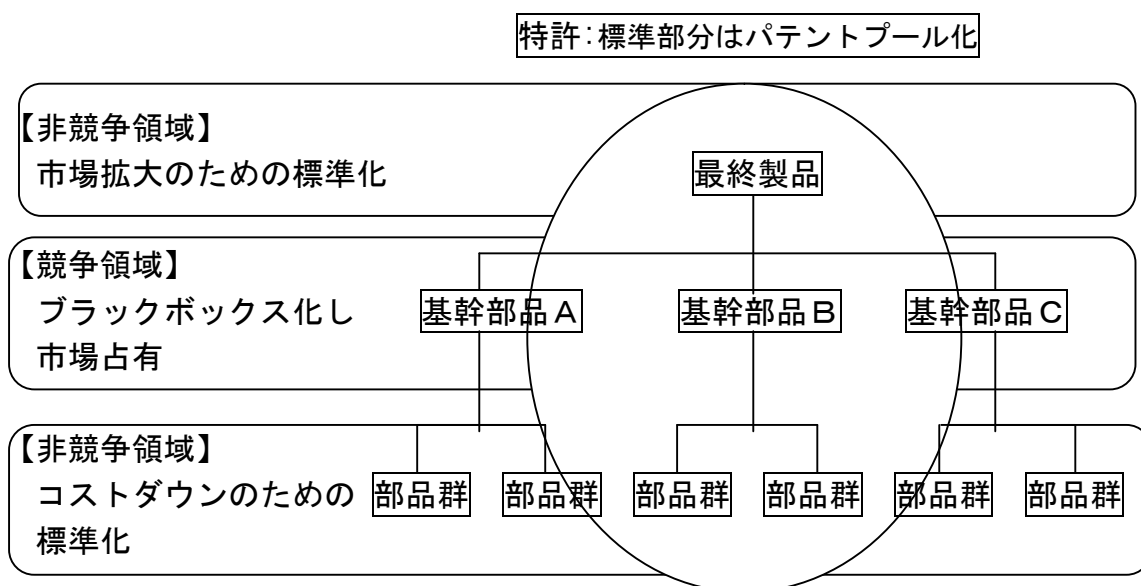 特許：標準部分はパテントプール化
【非競争領域】
市場拡大のための標準化
最終製品
【競争領域】
ブラックボックス化し
市場占有
基幹部品A
基幹部品B
基幹部品C
【非競争領域】
コストダウンのための
標準化
部品群
部品群
部品群
部品群
部品群
部品群